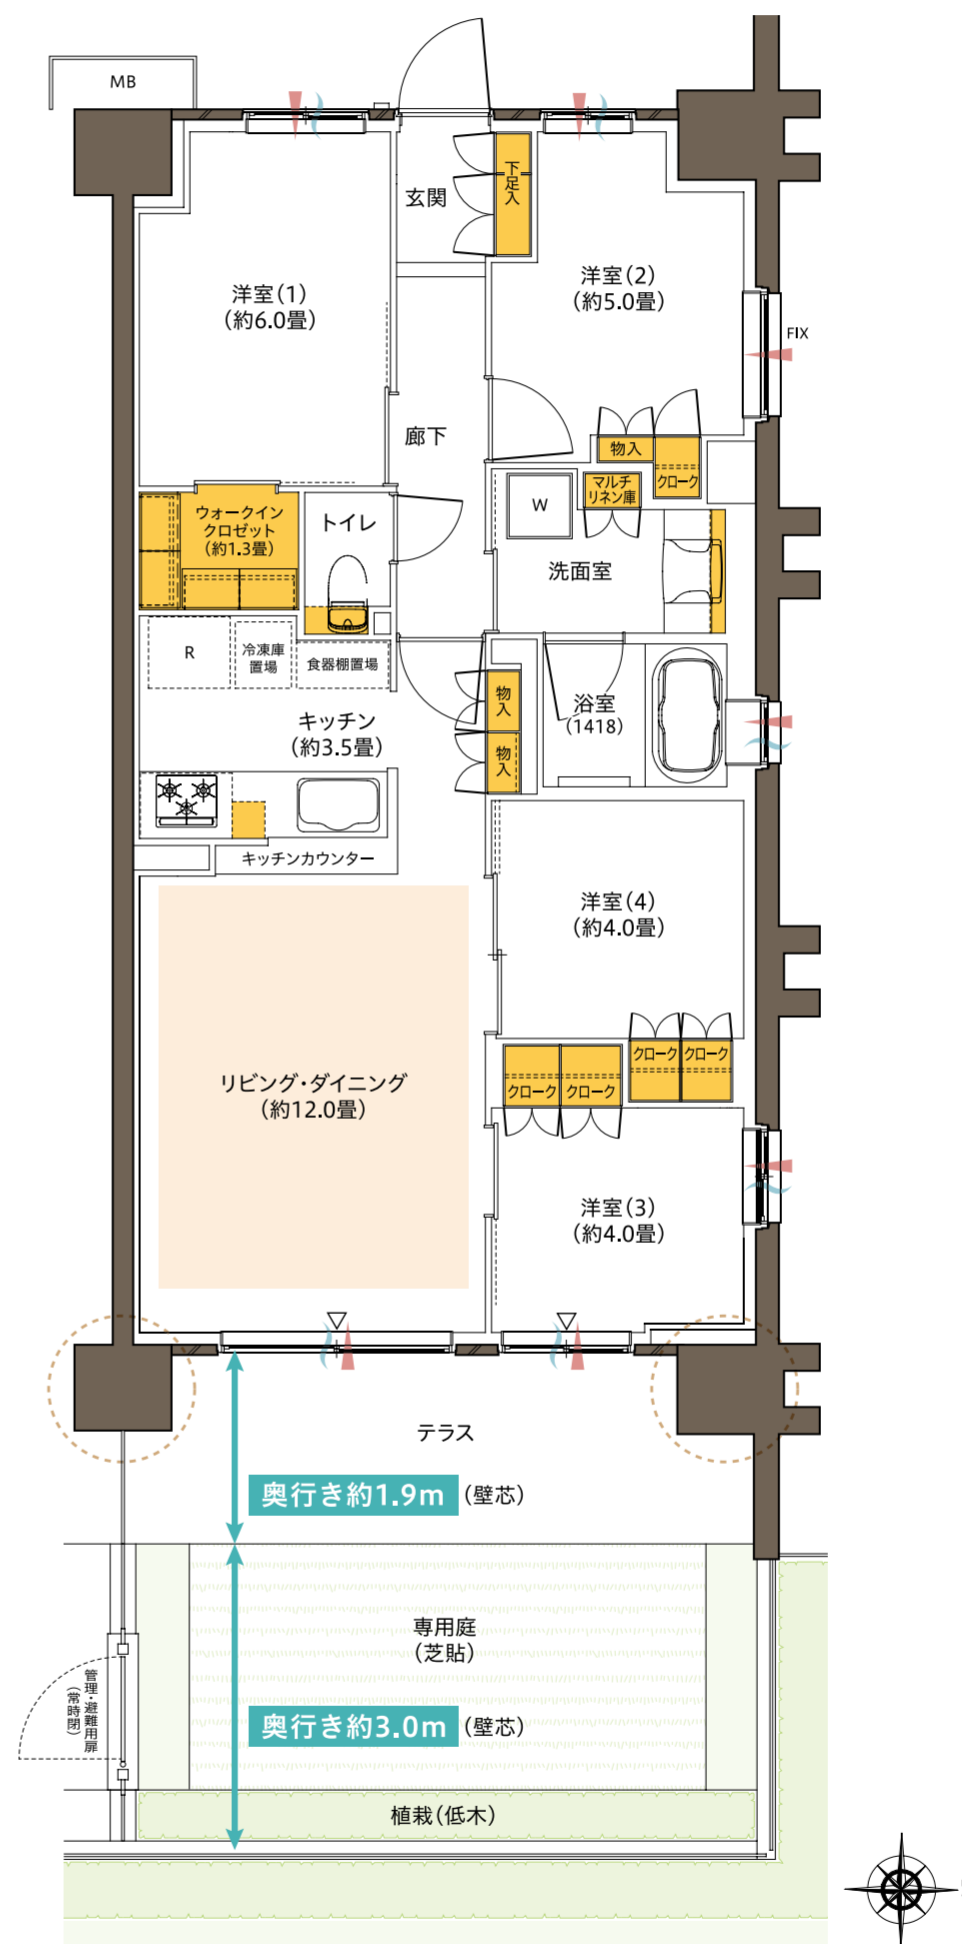 MB
玄関
下足入
洋室(1)
(約6.0畳)
洋室(2)
(約5.0畳)
FIX
廊下
物入
クローク
マルチ
リネン庫
W
ウォークイン
クロゼット
(約1.3畳)
トイレ
洗面室
R
冷凍庫
置場
食器棚置場
物入
浴室
(1418)
キッチン
(約3.5畳)
物入
キッチンカウンター
洋室(4)
(約4.0畳)
クローク
クローク
クローク
クローク
リビング・ダイニング
(約12.0畳)
洋室(3)
(約4.0畳)
テラス
奥行き約1.9m(壁芯)
専用庭
(芝貼)
管理・避難用扉
(常時閉)
奥行き約3.0m(壁芯)
植栽(低木)